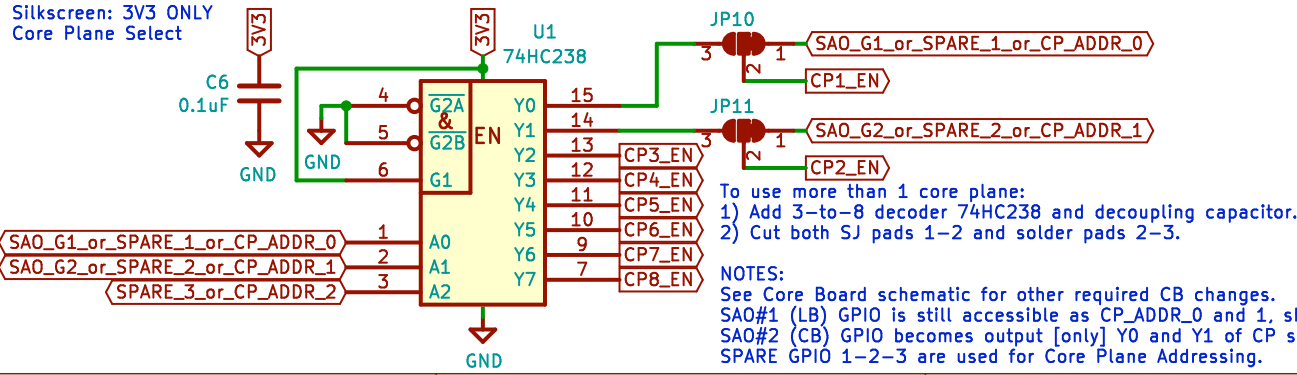 Silkscreen: 3V3 ONLY
Core Plane Select
3V3
C6
0.1uF
GND
3V3
U1
74HC238
4
5
6
GND
G2A
&
G2B
EN
G1
1
2
3
A0
A1
A2
SAO_G1_or_SPARE_1_or_CP_ADDR_0
SAO_G2_or_SPARE_2_or_CP_ADDR_1
SPARE_3_or_CP_ADDR_2
Y0 15
Y1 14
Y2 13 CP3_EN
Y3 12 CP4_EN
Y4 11 CP5_EN
Y5 10 CP6_EN
Y6 9 CP7_EN
Y7 7 CP8_EN
GND
JP10
3 2 1
SAO_G1_or_SPARE_1_or_CP_ADDR_0
CP1_EN
JP11
3 2 1
SAO_G2_or_SPARE_2_or_CP_ADDR_1
CP2_EN
To use more than 1 core plane:
1) Add 3-to-8 decoder 74HC238 and decoupling capacitor.
2) Cut both SJ pads 1-2 and solder pads 2-3.
NOTES:
See Core Board schematic for other required CB changes.
SAO#1 (LB) GPIO is still accessible as CP_ADDR_0 and 1,
SAO#2 (CB) GPIO becomes output [only] Y0 and Y1 of CP
SPARE GPIO 1-2-3 are used for Core Plane Addressing.